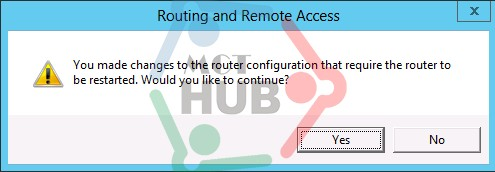 Routing and Remote Access
x
You made changes to the router configuration that require the router to
be restarted. Would you like to continue?
MCT
HUB
Yes
No